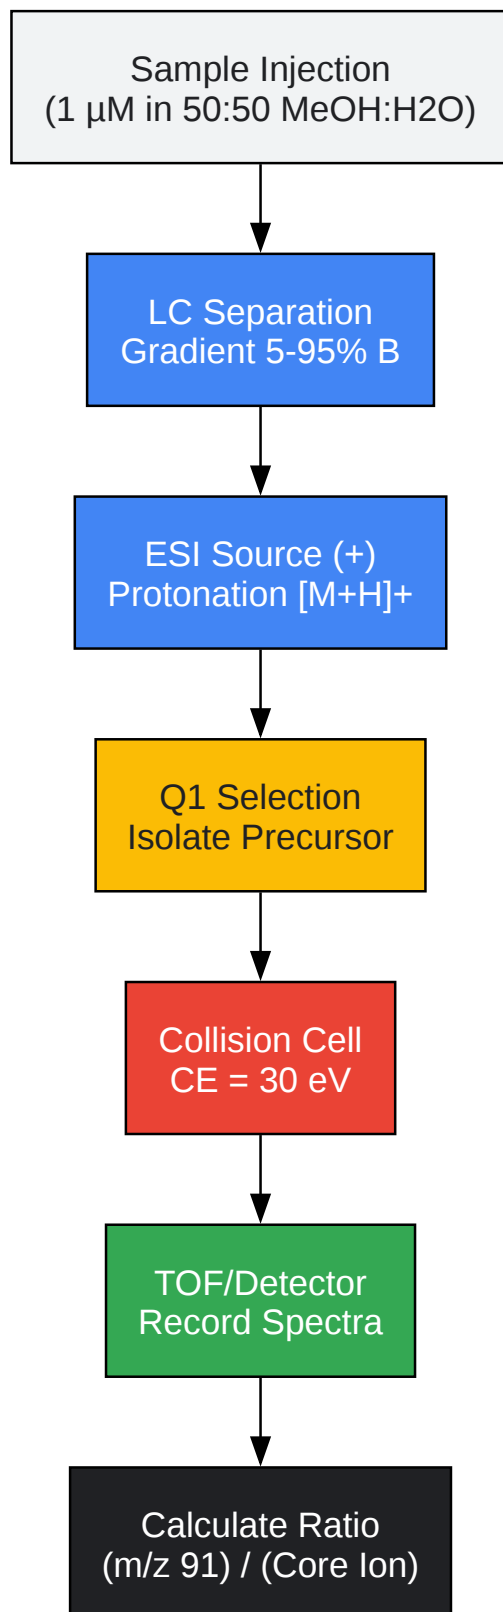 Sample Injection
(1 µM in 50:50 MeOH:H2O)
LC Separation
Gradient 5-95% B
ESI Source (+)
Protonation [M+H]+
Q1 Selection
Isolate Precursor
Collision Cell
CE = 30 eV
TOF/Detector
Record Spectra
Calculate Ratio
(m/z 91) / (Core Ion)